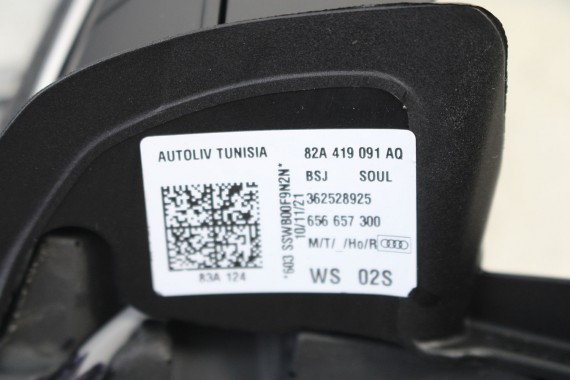 AUTOLIV TUNISIA
83A 124
*603 SSWB00F9N2N*
10/11/21
82A 419 091 AQ
BSJ SOUL
362528925
656 657 300
M/T/_/Ho/R
WS 02S